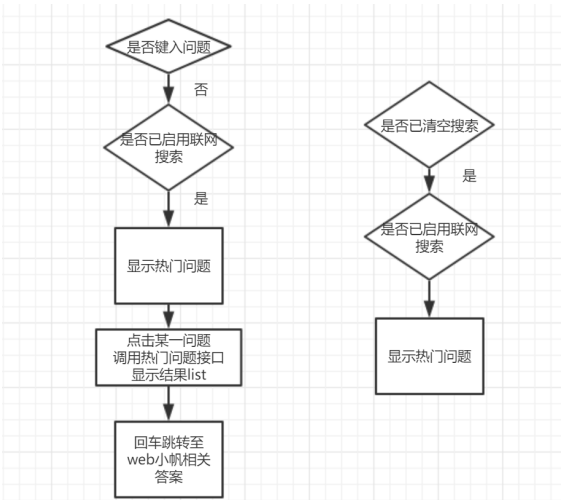 是否键入问题
否
是否已启用联网
搜索
是
显示热门问题
点击某一问题
调用热门问题接口
显示结果list
回车跳转至
web小帆相关
答案
是否已清空搜索
是
是否已启用联网
搜索
显示热门问题